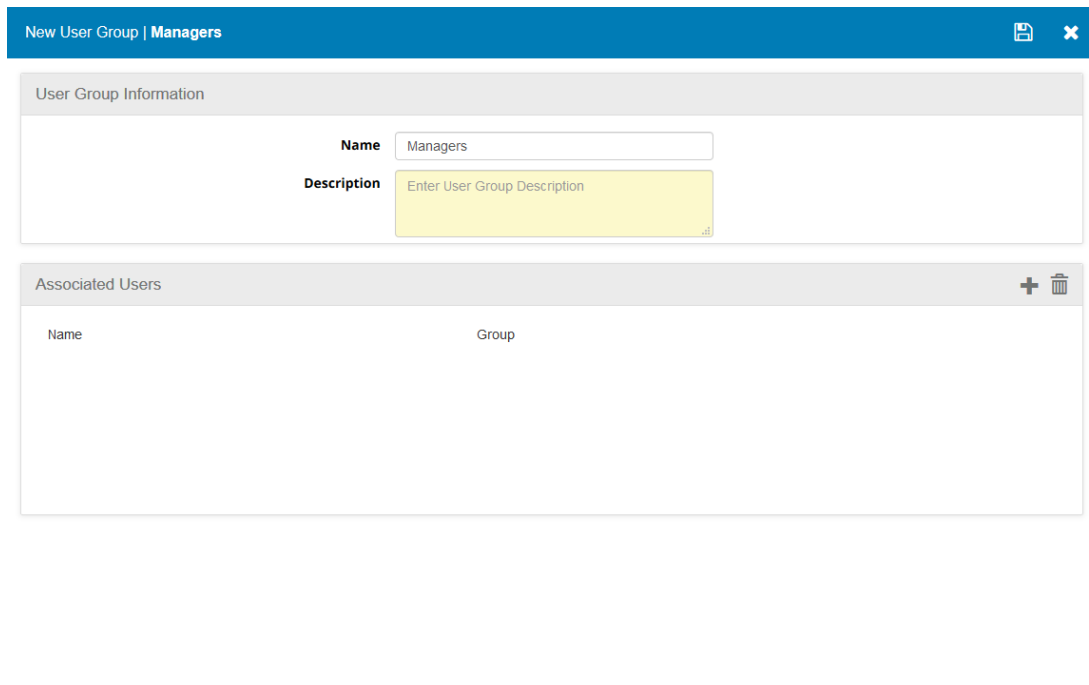 New User Group | Managers
User Group Information
Name Managers
Description Enter User Group Description
Associated Users
Name Group